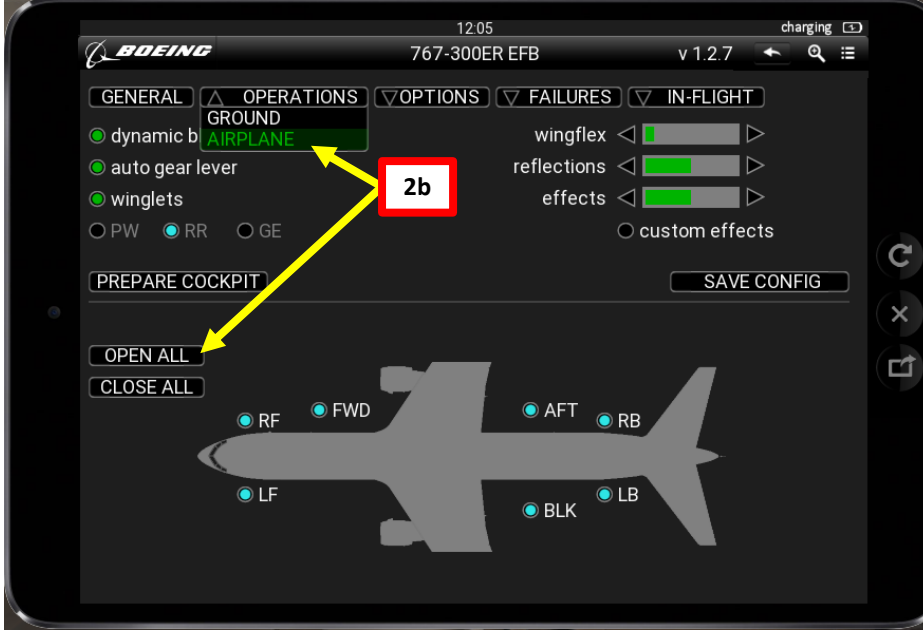 12:05 charging
BOEING 767-300ER EFB v 1.2.7
GENERAL OPERATIONS OPTIONS FAILURES IN-FLIGHT
GROUND
dynamic b AIRPLANE wingflex
auto gear lever reflections
2b
winglets effects
PW RR GE custom effects
PREPARE COCKPIT SAVE CONFIG
OPEN ALL
CLOSE ALL
RF FWD AFT RB
LF BLK LB